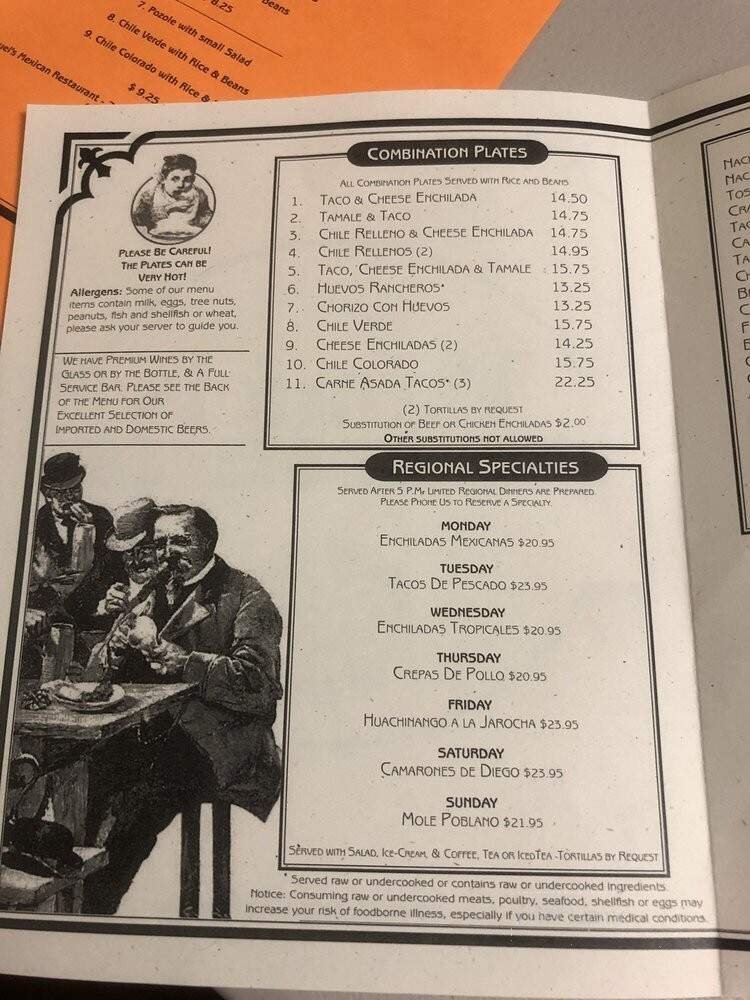 8.25
Beans
7. Pozole with small Salad
8. Chile Verde with Rice & Beans
9. Chile Colorado with Rice &
$ 9.25
Mexican Restaurant
PLEASE BE CAREFUL!
THE PLATES CAN BE
VERY HOT!
Allergens: Some of our menu
items contain milk, eggs, tree nuts,
peanuts, fish and shellfish or wheat,
please ask your server to guide you.
WE HAVE PREMIUM WINES BY THE
GLASS OR BY THE BOTTLE, & A FULL
SERVICE BAR. PLEASE SEE THE BACK
OF THE MENU FOR OUR
EXCELLENT SELECTION OF
IMPORTED AND DOMESTIC BEERS.
COMBINATION PLATES
ALL COMBINATION PLATES SERVED WITH RICE AND BEANS
1. TACO & CHEESE ENCHILADA 14.50
2. TAMALE & TACO 14.75
3. CHILE RELLENO & CHEESE ENCHILADA 14.75
4. CHILE RELLENOS (2) 14.95
5. TACO, CHEESE ENCHILADA & TAMALE 15.75
6. HUEVOS RANCHEROS* 13.25
7. CHORIZO CON HUEVOS 13.25
8. CHILE VERDE 15.75
9. CHEESE ENCHILADAS (2) 14.25
10. CHILE COLORADO 15.75
11. CARNE ASADA TACOS* (3) 22.25
(2) TORTILLAS BY REQUEST
SUBSTITUTION OF BEEF OR CHICKEN ENCHILADAS $2.00
OTHER SUBSTITUTIONS NOT ALLOWED
REGIONAL SPECIALTIES
SERVED AFTER 5 P.M. LIMITED REGIONAL DINNERS ARE PREPARED.
PLEASE PHONE US TO RESERVE A SPECIALTY.
MONDAY
ENCHILADAS MEXICANAS $20.95
TUESDAY
TACOS DE PESCADO $23.95
WEDNESDAY
ENCHILADAS TROPICALES $20.95
THURSDAY
CREPAS DE POLLO $20.95
FRIDAY
HUACHINANGO A LA JAROCHA $23.95
SATURDAY
CAMARONES DE DIEGO $23.95
SUNDAY
MOLE POBLANO $21.95
SERVED WITH SALAD, ICE-CREAM, & COFFEE, TEA OR ICED TEA -TORTILLAS BY REQUEST
* Served raw or undercooked or contains raw or undercooked ingredients.
Notice: Consuming raw or undercooked meats, poultry, seafood, shellfish or eggs may
increase your risk of foodborne illness, especially if you have certain medical conditions.